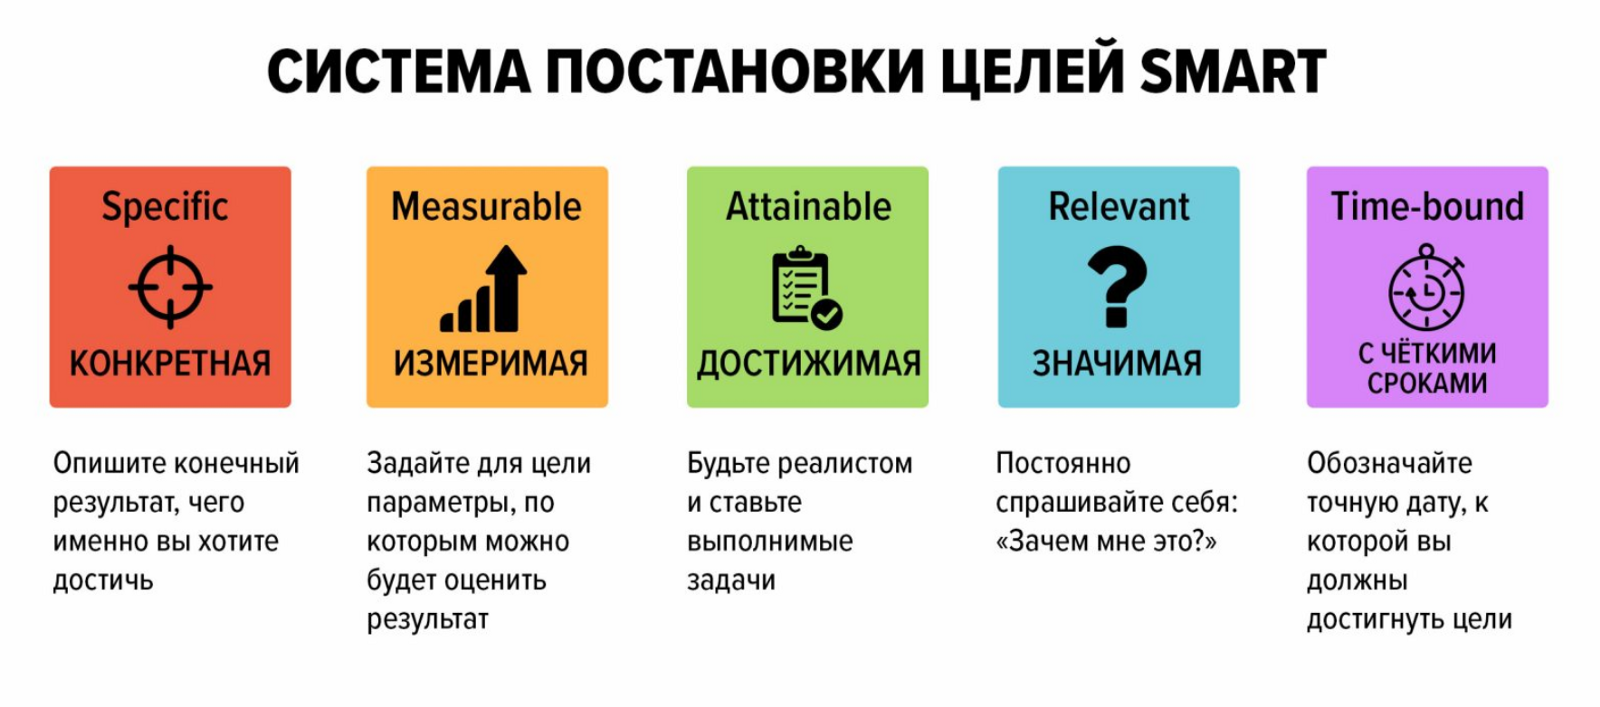 СИСТЕМА ПОСТАНОВКИ ЦЕЛЕЙ SMART
Specific
КОНКРЕТНАЯ
Опишите конечный
результат, чего
именно вы хотите
достичь
Measurable
ИЗМЕРИМАЯ
Задайте для цели
параметры, по
которым можно
будет оценить
результат
Attainable
ДОСТИЖИМАЯ
Будьте реалистом
и ставьте
выполнимые
задачи
Relevant
ЗНАЧИМАЯ
Постоянно
спрашивайте себя:
«Зачем мне это?»
Time-bound
С ЧЁТКИМИ
СРОКАМИ
Обозначайте
точную дату, к
которой вы
должны
достигнуть цели